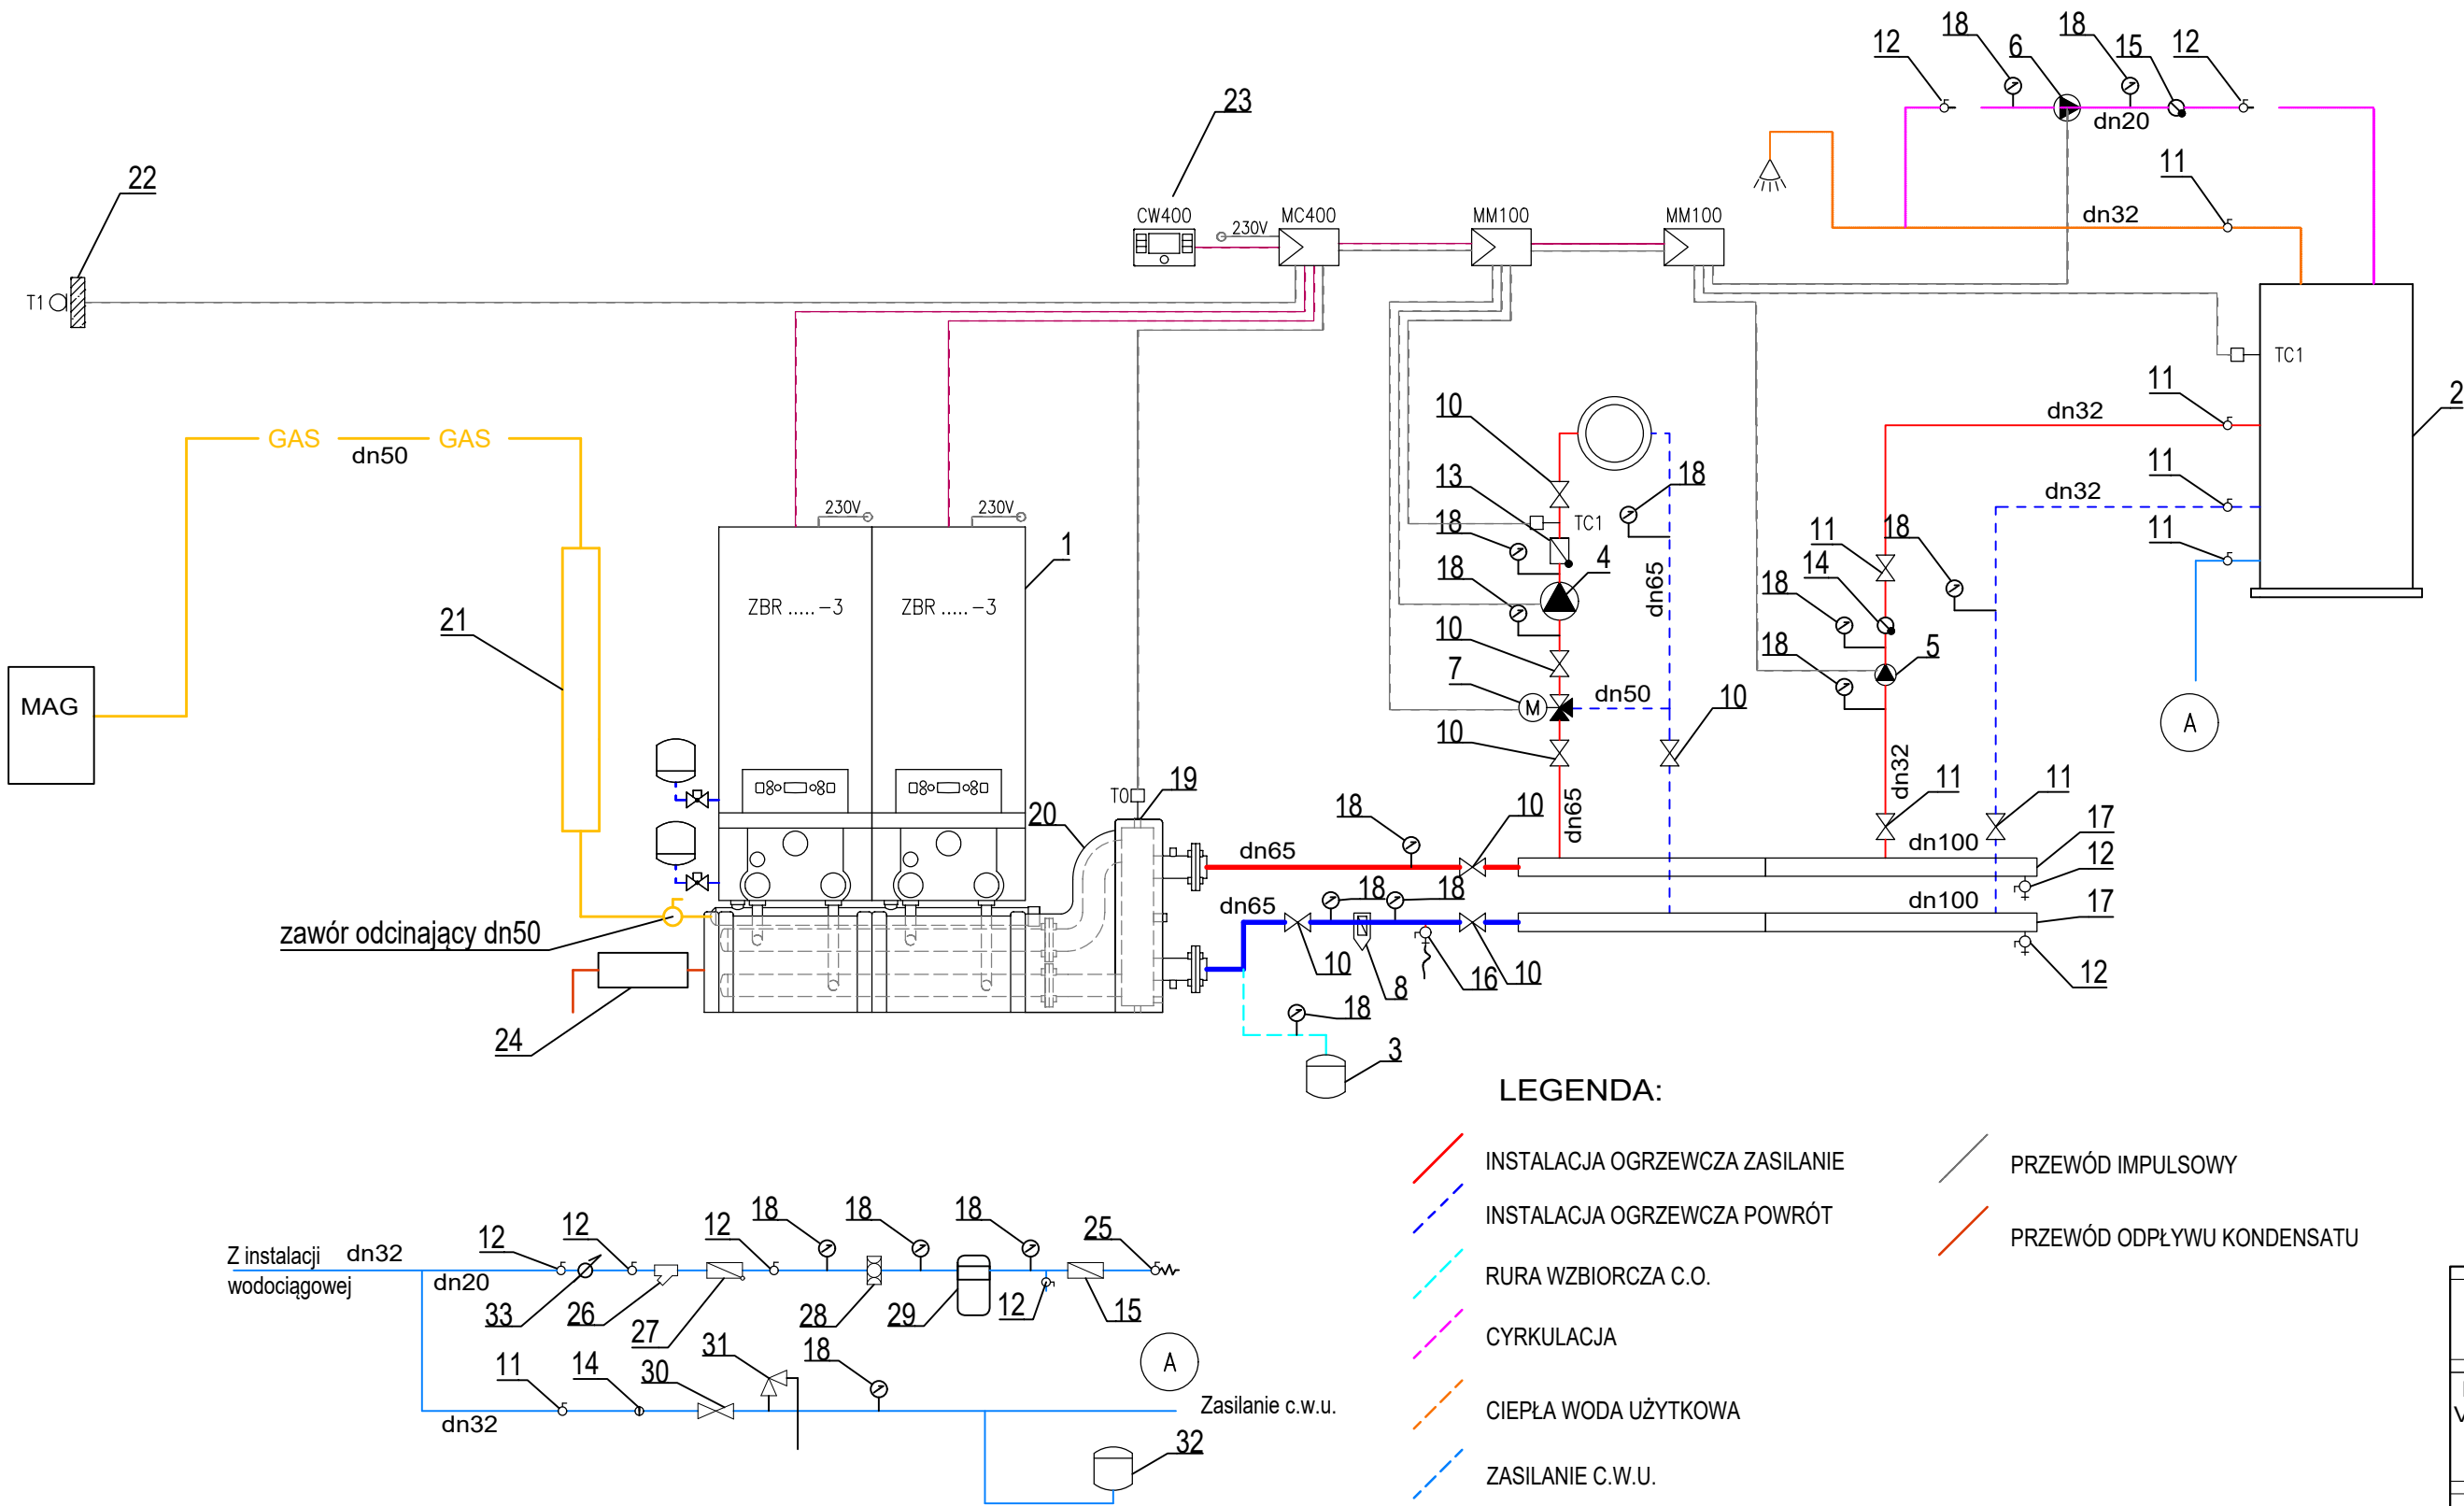 12
18
6
18
15
12
dn20
23
22
11
dn32
CW400
230V
MC400
MM100
MM100
T1
TC1
2
11
dn32
10
GAS
GAS
dn50
13
18
11
dn32
230V
230V
18
TC1
11
18
11
1
ZBR .....-3
ZBR .....-3
18
4
dn65
18
14
21
10
18
5
7
M
dn50
10
MAG
10
A
dn32
T0
19
20
18
10
dn65
11
11
17
dn65
dn100
12
18
18
dn65
dn100
17
zawór odcinający dn50
10
8
16
10
12
24
18
3
LEGENDA:
INSTALACJA OGRZEWCZA ZASILANIE
PRZEWÓD IMPULSOWY
INSTALACJA OGRZEWCZA POWRÓT
PRZEWÓD ODPŁYWU KONDENSATU
RURA WZBIORCZA C.O.
CYRKULACJA
CIEPŁA WODA UŻYTKOWA
ZASILANIE C.W.U.
Z instalacji
wodociągowej
dn32
12
12
12
18
18
18
25
dn20
33
26
27
28
29
12
15
31
18
A
11
14
30
dn32
Zasilanie c.w.u.
32